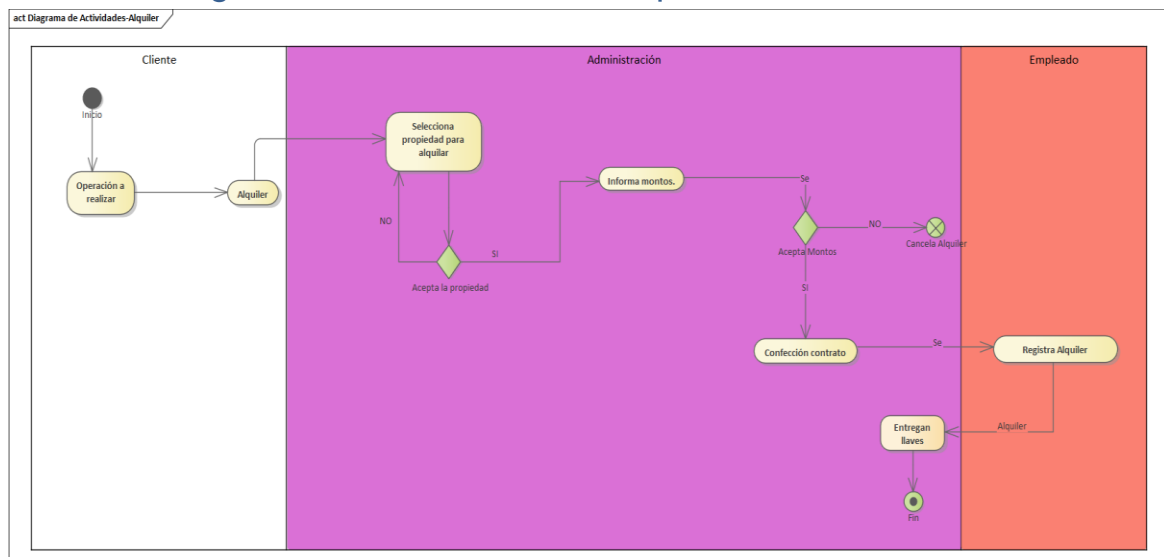 act Diagrama de Actividades-Alquiler
Cliente
Administración
Empleado
Inicio
Operación a
realizar
Alquiler
Selecciona
propiedad para
alquilar
NO
Acepta la propiedad
SI
Informa montos.
Se
Acepta Montos
NO
Cancela Alquiler
SI
Confección contrato
Se
Registra Alquiler
Alquiler
Entregan
llaves
Fin